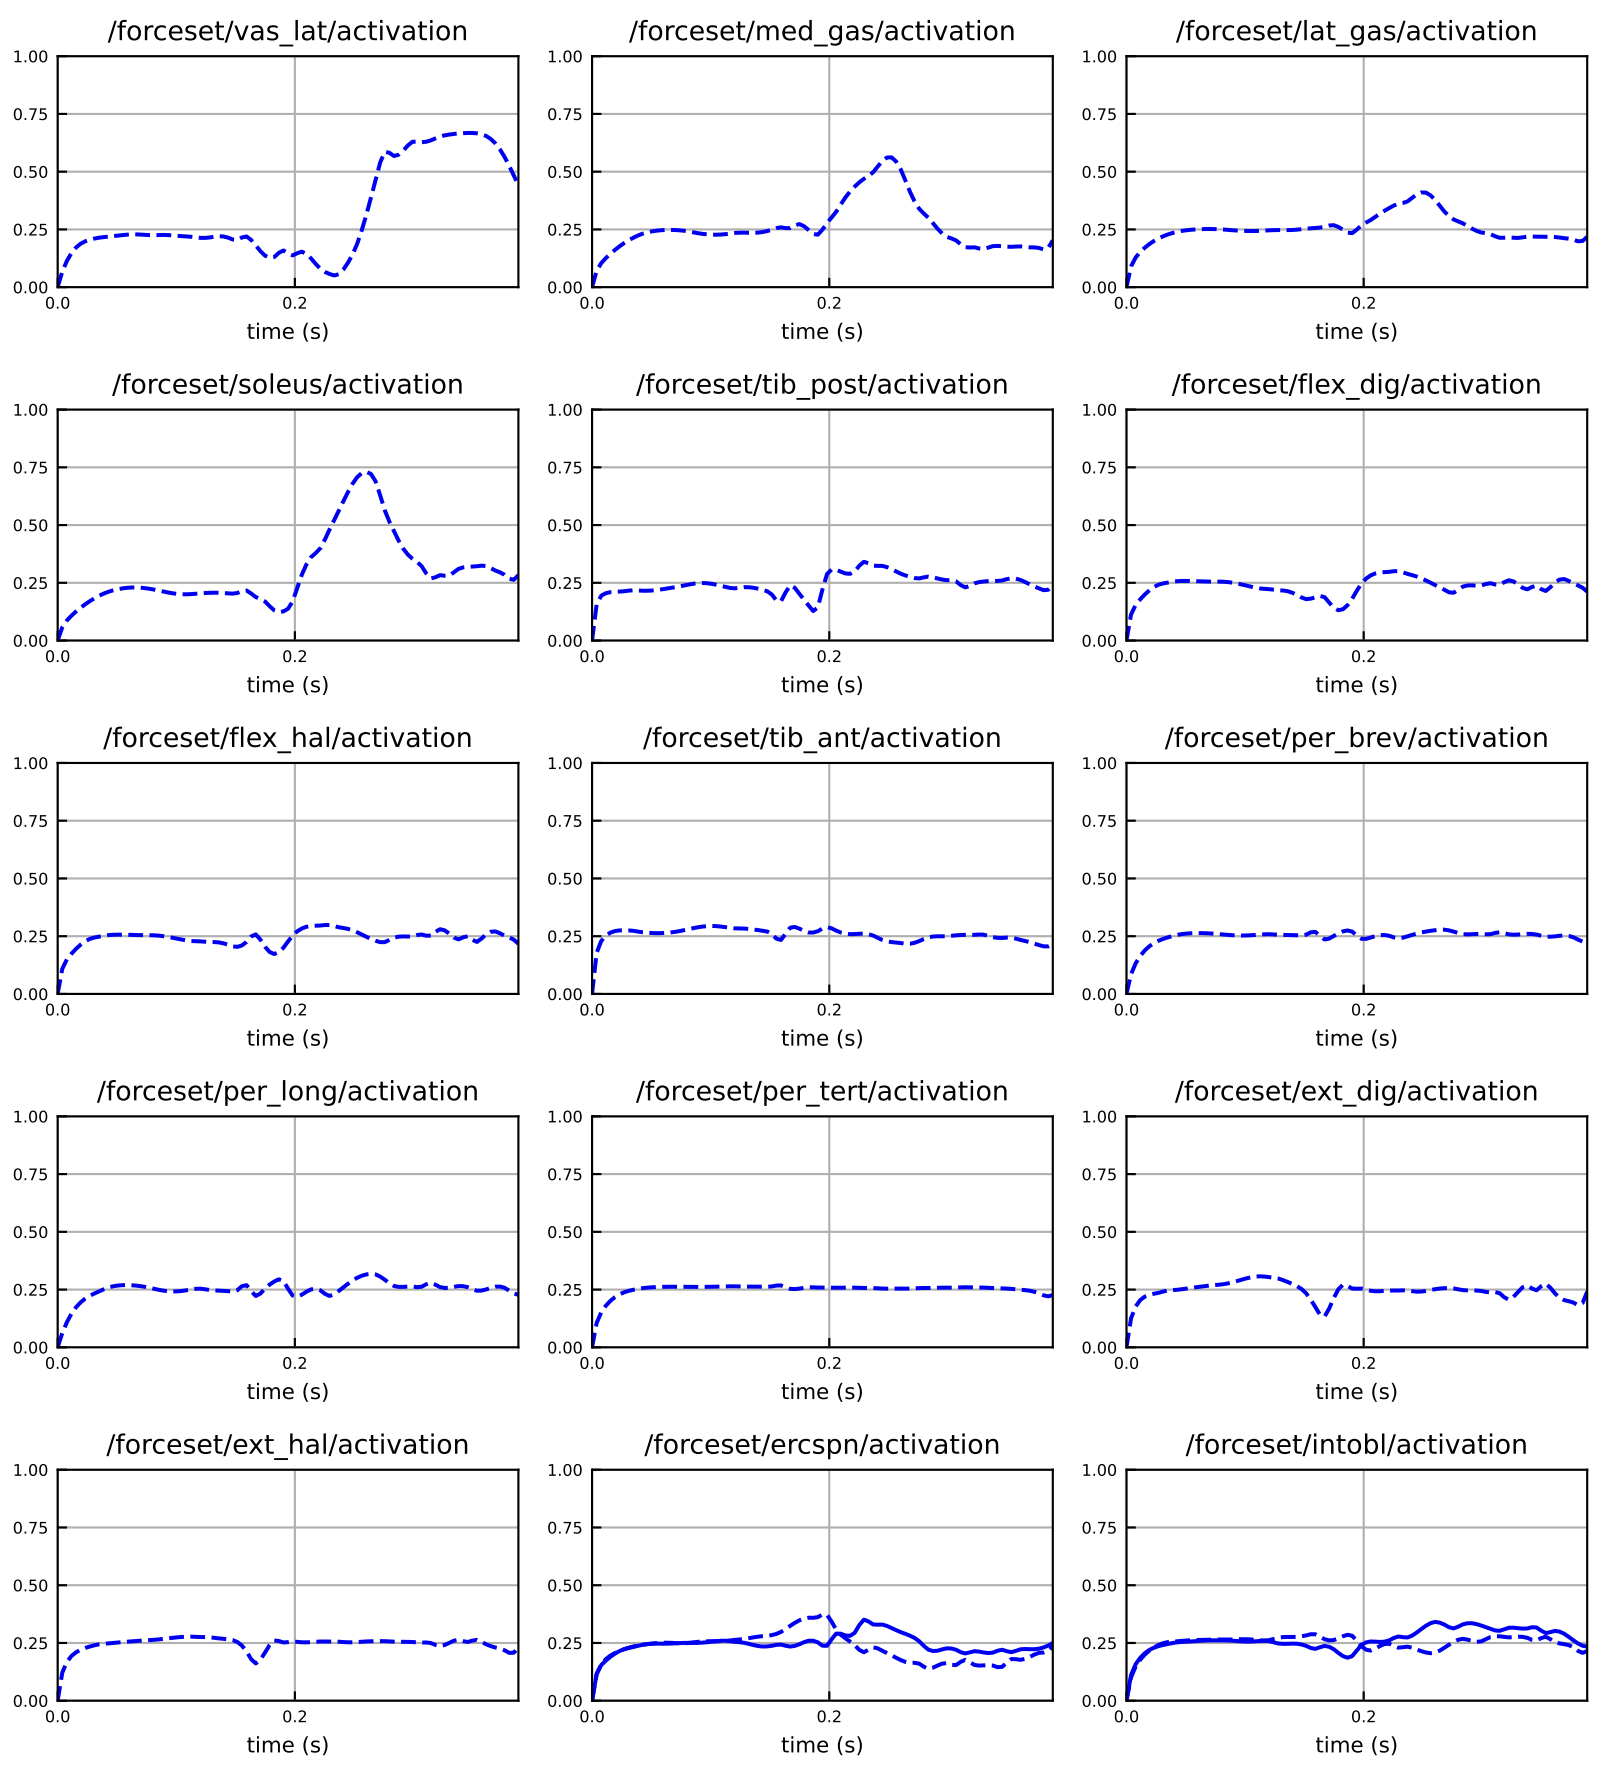 /forceset/vas_lat/activation /forceset/med_gas/activation /forceset/lat_gas/activation
1.00 1.00 1.00
0.75 0.75 0.75
0.50 0.50 0.50
0.25 0.25 0.25
0.00 0.00 0.00
0.0 0.2 0.0 0.2 0.0 0.2
time (s) time (s) time (s)
/forceset/soleus/activation /forceset/tib_post/activation /forceset/flex_dig/activation
1.00 1.00 1.00
0.75 0.75 0.75
0.50 0.50 0.50
0.25 0.25 0.25
0.00 0.00 0.00
0.0 0.2 0.0 0.2 0.0 0.2
time (s) time (s) time (s)
/forceset/flex_hal/activation /forceset/tib_ant/activation /forceset/per_brev/activation
1.00 1.00 1.00
0.75 0.75 0.75
0.50 0.50 0.50
0.25 0.25 0.25
0.00 0.00 0.00
0.0 0.2 0.0 0.2 0.0 0.2
time (s) time (s) time (s)
/forceset/per_long/activation /forceset/per_tert/activation /forceset/ext_dig/activation
1.00 1.00 1.00
0.75 0.75 0.75
0.50 0.50 0.50
0.25 0.25 0.25
0.00 0.00 0.00
0.0 0.2 0.0 0.2 0.0 0.2
time (s) time (s) time (s)
/forceset/ext_hal/activation /forceset/ercspn/activation /forceset/intobl/activation
1.00 1.00 1.00
0.75 0.75 0.75
0.50 0.50 0.50
0.25 0.25 0.25
0.00 0.00 0.00
0.0 0.2 0.0 0.2 0.0 0.2
time (s) time (s) time (s)